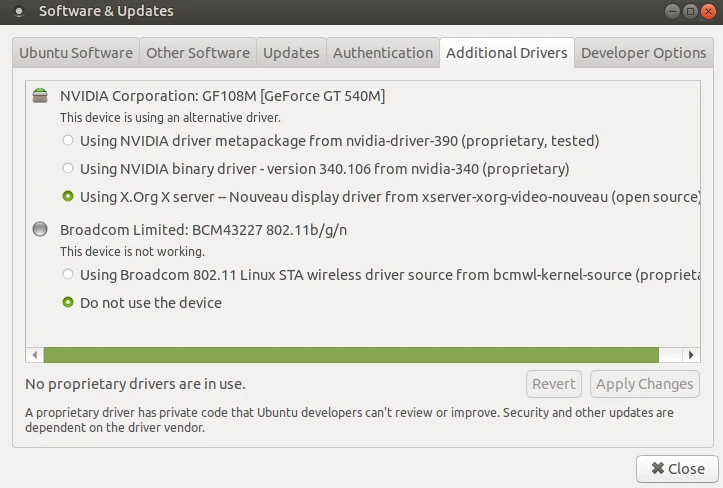 Software & Updates
Ubuntu Software Other Software Updates Authentication Additional Drivers Developer Options
NVIDIA Corporation: GF108M [GeForce GT 540M]
This device is using an alternative driver.
Using NVIDIA driver metapackage from nvidia-driver-390 (proprietary, tested)
Using NVIDIA binary driver - version 340.106 from nvidia-340 (proprietary)
Using X.Org X server -- Nouveau display driver from xserver-xorg-video-nouveau (open source)
Broadcom Limited: BCM43227 802.11b/g/n
This device is not working.
Using Broadcom 802.11 Linux STA wireless driver source from bcmwl-kernel-source (proprieta
Do not use the device
No proprietary drivers are in use.
Revert Apply Changes
A proprietary driver has private code that Ubuntu developers can't review or improve. Security and other updates are
dependent on the driver vendor.
Close